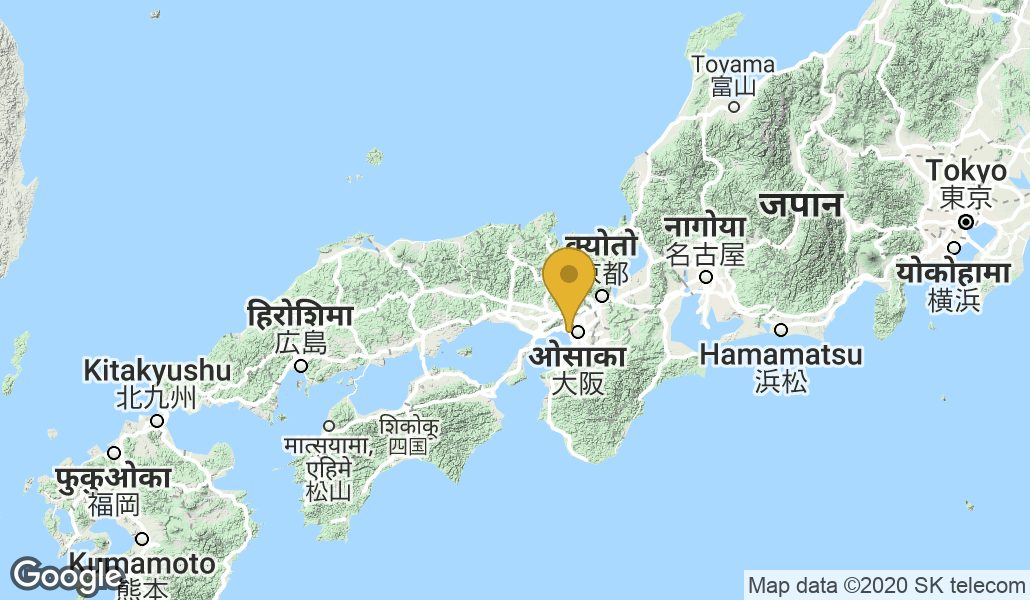 Toyama
富山
Tokyo
東京
जपान
नागोया
名古屋
क्योतो
京都
योकोहामा
横浜
हिरोशिमा
広島
ओसाका
大阪
Hamamatsu
浜松
Kitakyushu
北九州
शिकोकू
四国
मात्सयामा,
एहिमे
松山
फुकुओका
福岡
Kumamoto
熊本
Google
Map data ©2020 SK telecom